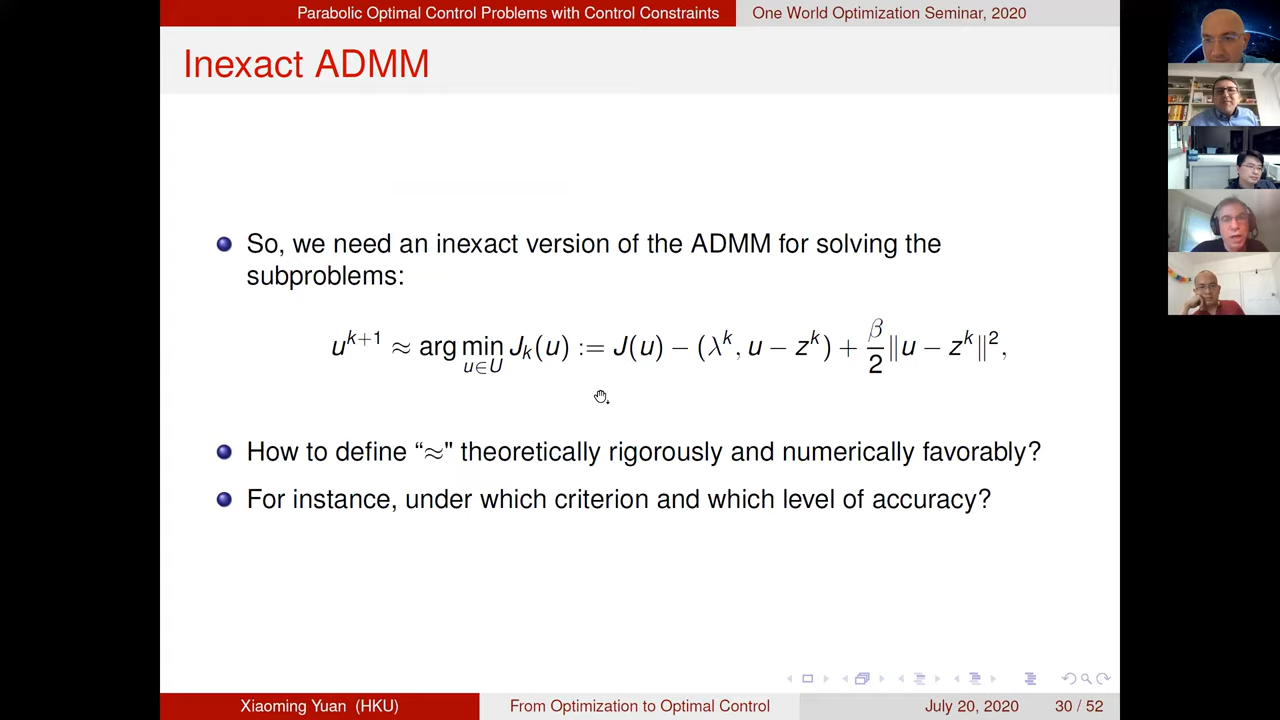 Parabolic Optimal Control Problems with Control Constraints One World Optimization Seminar, 2020
Inexact ADMM
So, we need an inexact version of the ADMM for solving the
subproblems:
u^{k+1} ≈ arg min_{u∈U} J_k(u) := J(u) − (λ^k, u − z^k) + β/2 ‖u − z^k‖²,
How to define “≈" theoretically rigorously and numerically favorably?
For instance, under which criterion and which level of accuracy?
Xiaoming Yuan (HKU) From Optimization to Optimal Control July 20, 2020 30 / 52